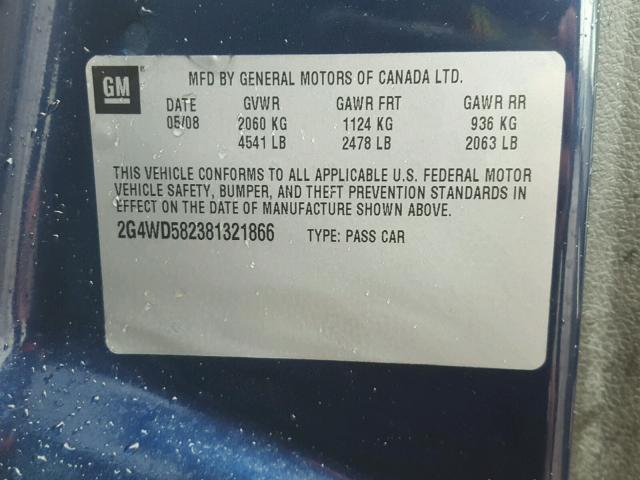 GM
MFD BY GENERAL MOTORS OF CANADA LTD.
DATE GVWR GAWR FRT GAWR RR
05/08 2060 KG 1124 KG 936 KG
4541 LB 2478 LB 2063 LB
THIS VEHICLE CONFORMS TO ALL APPLICABLE U.S. FEDERAL MOTOR
VEHICLE SAFETY, BUMPER, AND THEFT PREVENTION STANDARDS IN
EFFECT ON THE DATE OF MANUFACTURE SHOWN ABOVE.
2G4WD582381321866 TYPE: PASS CAR